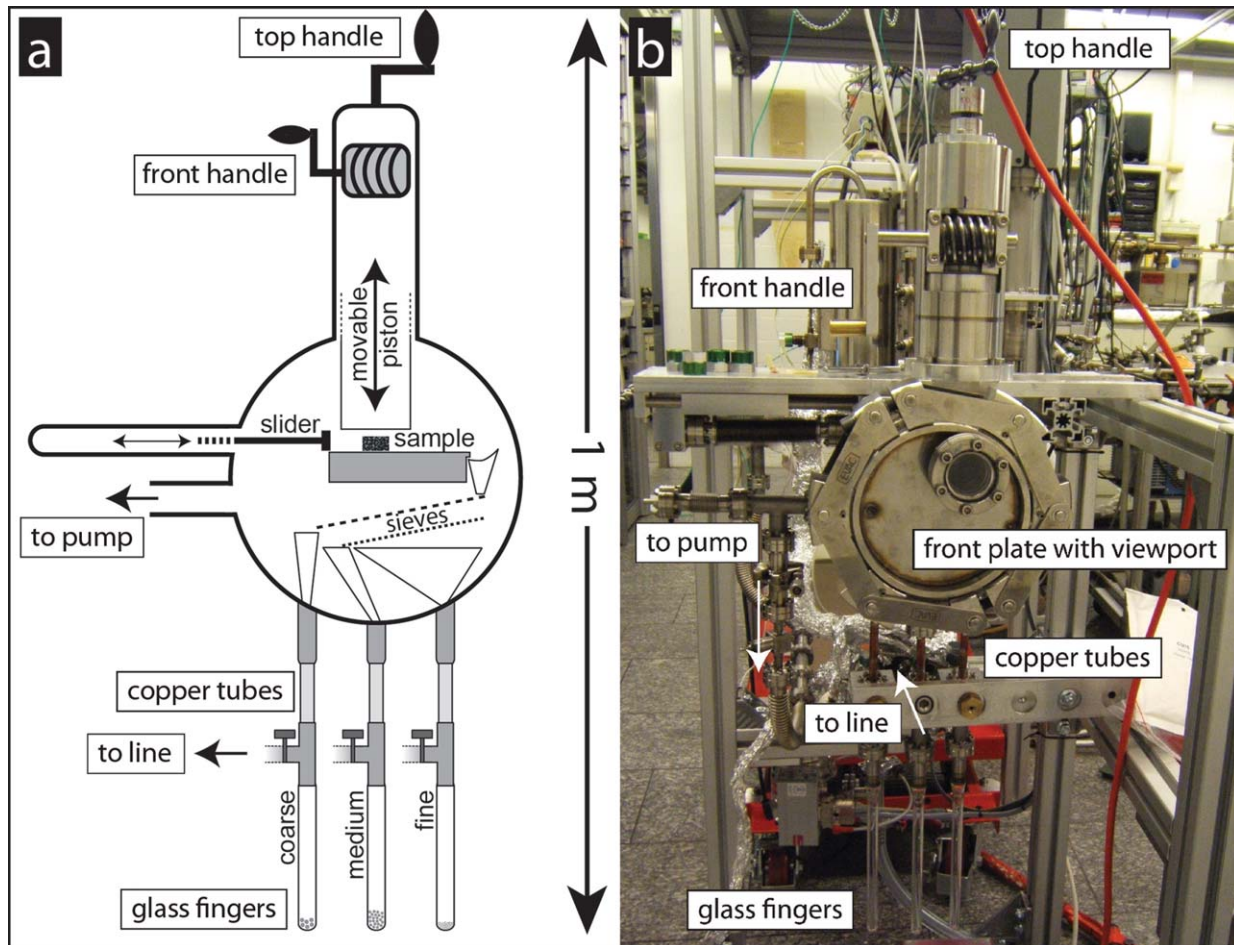 a
top handle
front handle
movable
piston
slider
sample
to pump
sieves
copper tubes
to line
coarse
medium
fine
glass fingers
1 m
b
top handle
front handle
to pump
front plate with viewport
copper tubes
to line
glass fingers
EVAC